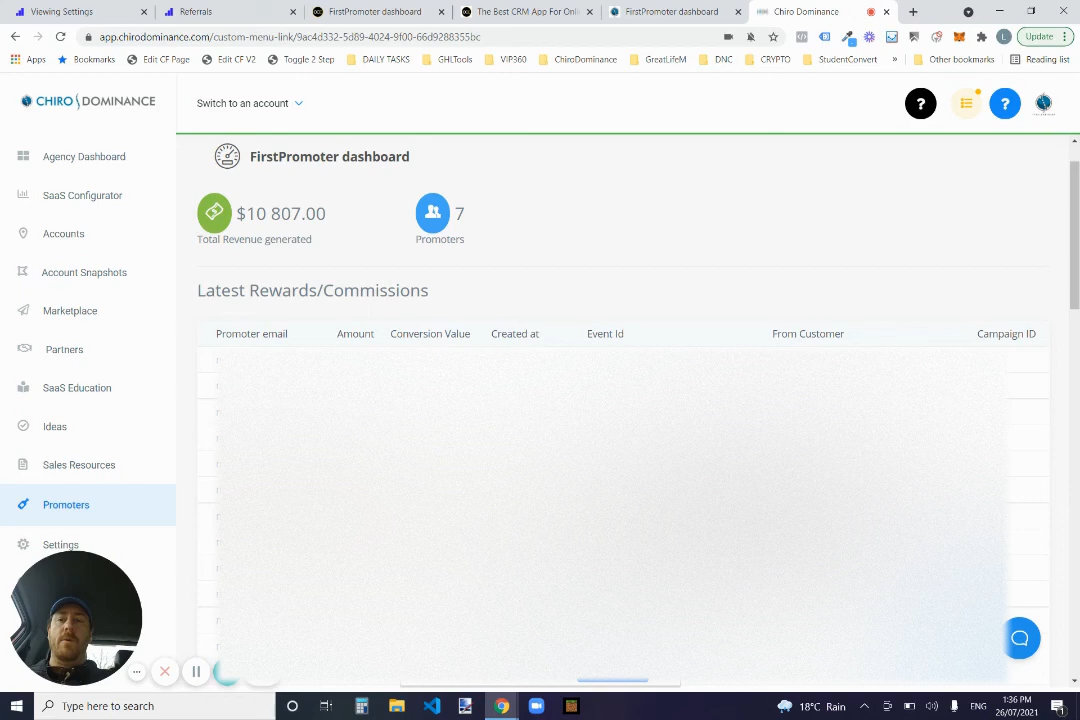 Viewing Settings
Referrals
FirstPromoter dashboard
The Best CRM App For Onli
FirstPromoter dashboard
Chiro Dominance
app.chirodominance.com/custom-menu-link/9ac4d332-5d89-4024-9f00-66d9288355bc
Update
Apps
Bookmarks
Edit CF Page
Edit CF V2
Toggle 2 Step
DAILY TASKS
GHLTools
VIP360
ChiroDominance
GreatLifeM
DNC
CRYPTO
StudentConvert
»
Other bookmarks
Reading list
CHIRO DOMINANCE
Switch to an account
?
?
Agency Dashboard
SaaS Configurator
Accounts
Account Snapshots
Marketplace
Partners
SaaS Education
Ideas
Sales Resources
Promoters
Settings
FirstPromoter dashboard
$10 807.00
Total Revenue generated
7
Promoters
Latest Rewards/Commissions
Promoter email Amount Conversion Value Created at Event Id From Customer Campaign ID
Type here to search
18°C Rain
ENG
1:36 PM
26/07/2021